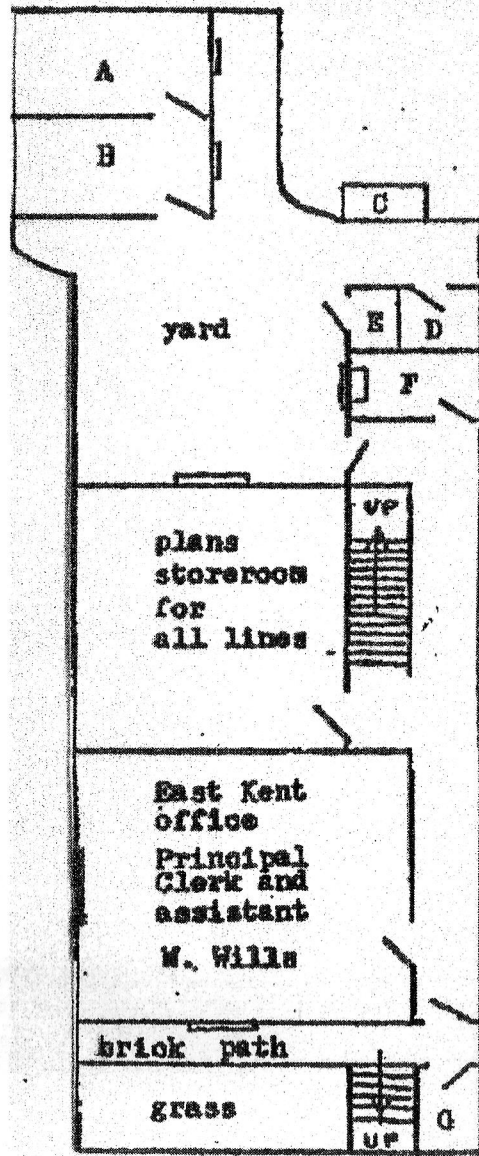 A
B
C
yard
E
D
F
UP
plans
storeroom
for
all lines
East Kent
office
Principal
Clerk and
assistant
W. Wills
brick path
grass
UP
G